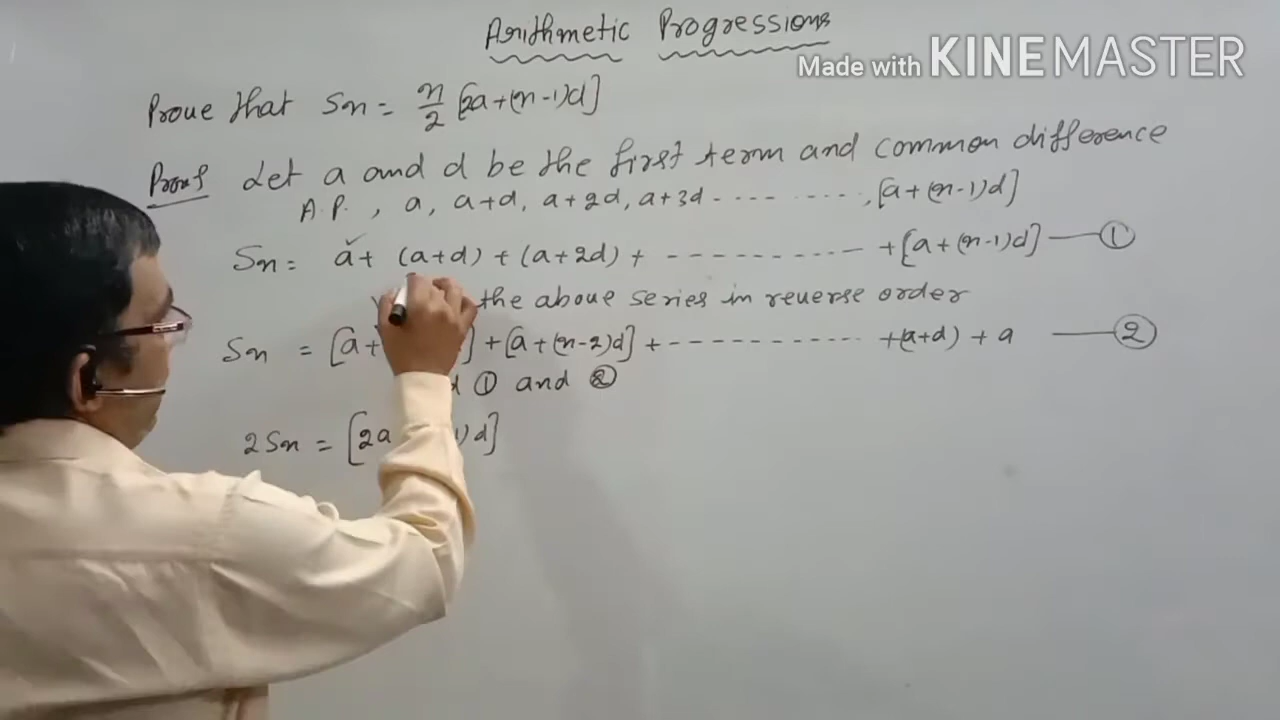 Arithmetic Progressions
Made with KINEMASTER
Prove that Sn = n/2 [2a+(n-1)d]
Proof Let a and d be the first term and common difference
A.P., a, a+d, a+2d, a+3d - - - - - - - - -, [a+(n-1)d]
Sn = a + (a+d) + (a+2d) + - - - - - - - - - - + [a+(n-1)d] — ①
the above series in reverse order
Sn = [a+ ] + [a+(n-2)d] + - - - - - - - - - - - +(a+d) + a — ②
① and ②
2Sn = [2a d]